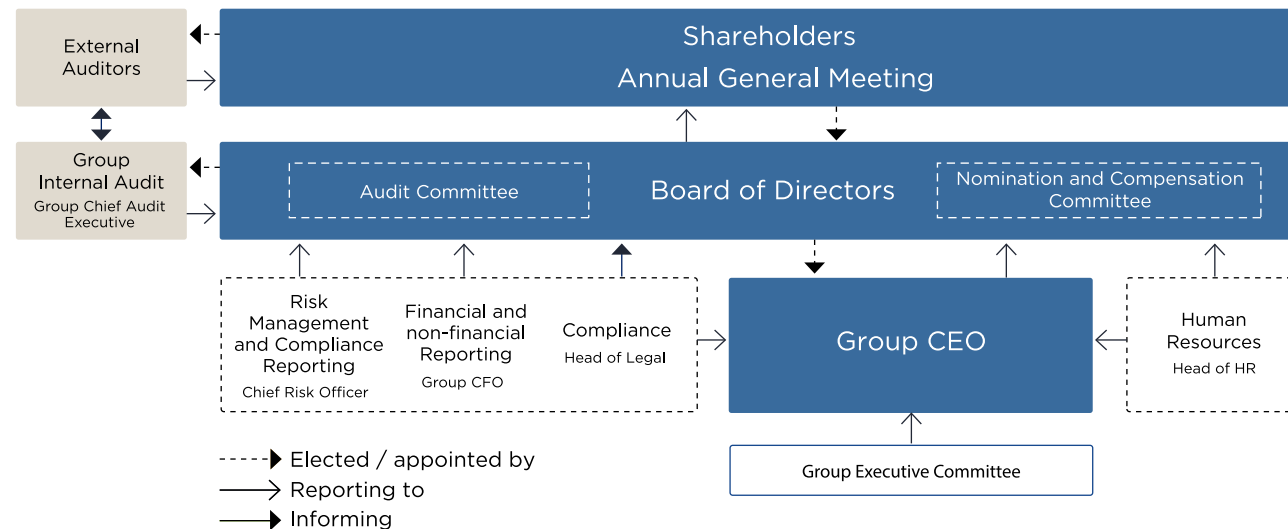 External
Auditors
Shareholders
Annual General Meeting
Group
Internal Audit
Group Chief Audit
Executive
Audit Committee
Board of Directors
Nomination and Compensation
Committee
Risk
Management
and Compliance
Reporting
Chief Risk Officer
Financial and
non-financial
Reporting
Group CFO
Compliance
Head of Legal
Group CEO
Human
Resources
Head of HR
Group Executive Committee
Elected / appointed by
Reporting to
Informing